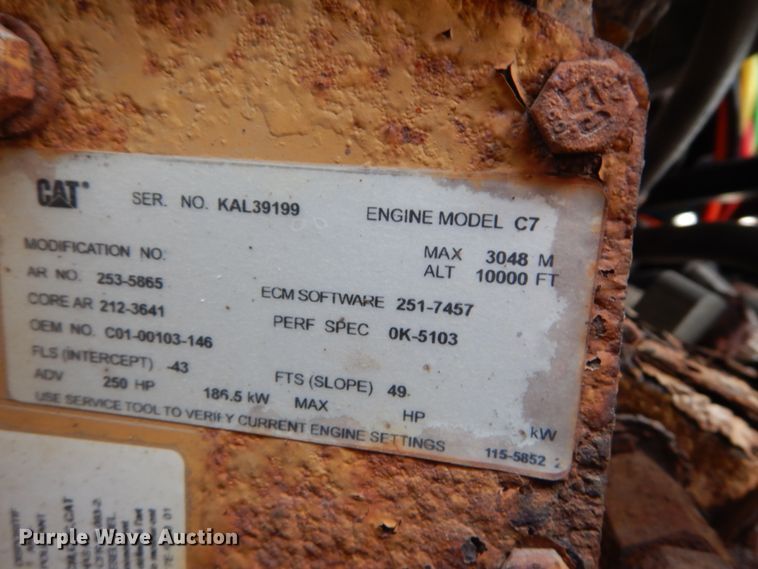 CAT® SER. NO. KAL39199 ENGINE MODEL C7
MODIFICATION NO. MAX 3048 M
AR NO. 253-5865 ALT 10000 FT
CORE AR 212-3641 ECM SOFTWARE 251-7457
OEM NO. C01-00103-146 PERF SPEC 0K-5103
FLS (INTERCEPT) -43 FTS (SLOPE) 49
ADV 250 HP 186.5 kW MAX HP kW
USE SERVICE TOOL TO VERIFY CURRENT ENGINE SETTINGS 115-5852 2
Purple Wave Auction